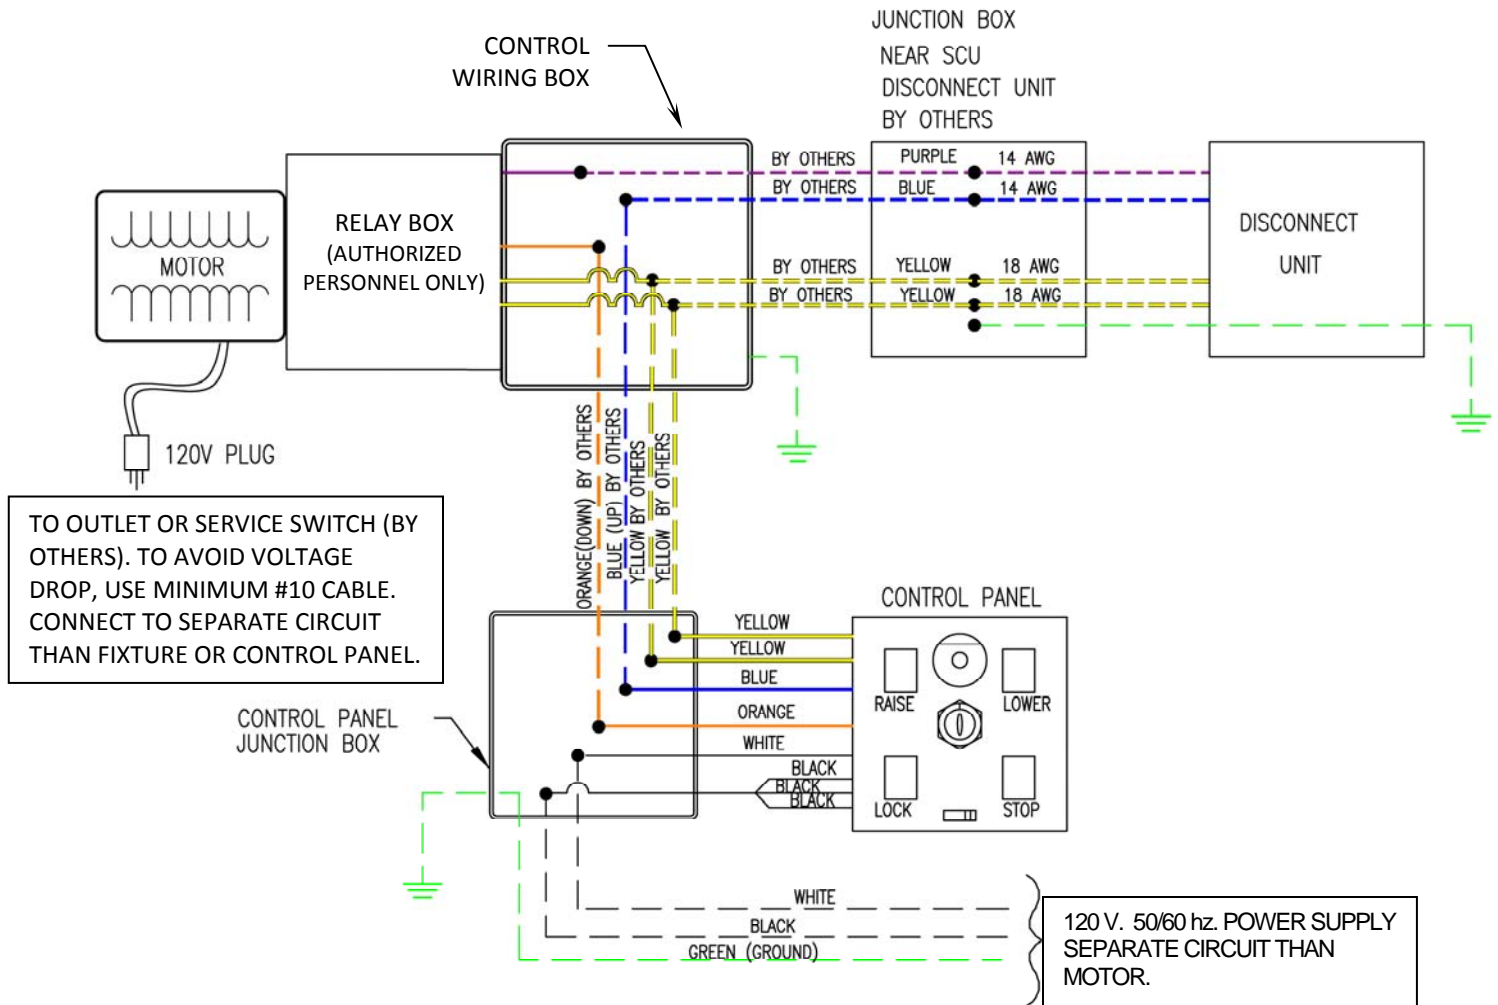 JUNCTION BOX
NEAR SCU
DISCONNECT UNIT
BY OTHERS
CONTROL
WIRING BOX
BY OTHERS PURPLE 14 AWG
BY OTHERS BLUE 14 AWG
BY OTHERS YELLOW 18 AWG
BY OTHERS YELLOW 18 AWG
DISCONNECT
UNIT
RELAY BOX
(AUTHORIZED
PERSONNEL ONLY)
MOTOR
120V PLUG
TO OUTLET OR SERVICE SWITCH (BY
OTHERS). TO AVOID VOLTAGE
DROP, USE MINIMUM #10 CABLE.
CONNECT TO SEPARATE CIRCUIT
THAN FIXTURE OR CONTROL PANEL.
ORANGE(DOWN) BY OTHERS
BLUE (UP) BY OTHERS
YELLOW BY OTHERS
YELLOW BY OTHERS
CONTROL PANEL
YELLOW
YELLOW
BLUE
ORANGE
WHITE
BLACK
BLACK
BLACK
RAISE
LOWER
LOCK
STOP
CONTROL PANEL
JUNCTION BOX
WHITE
BLACK
GREEN (GROUND)
120 V. 50/60 hz. POWER SUPPLY
SEPARATE CIRCUIT THAN
MOTOR.